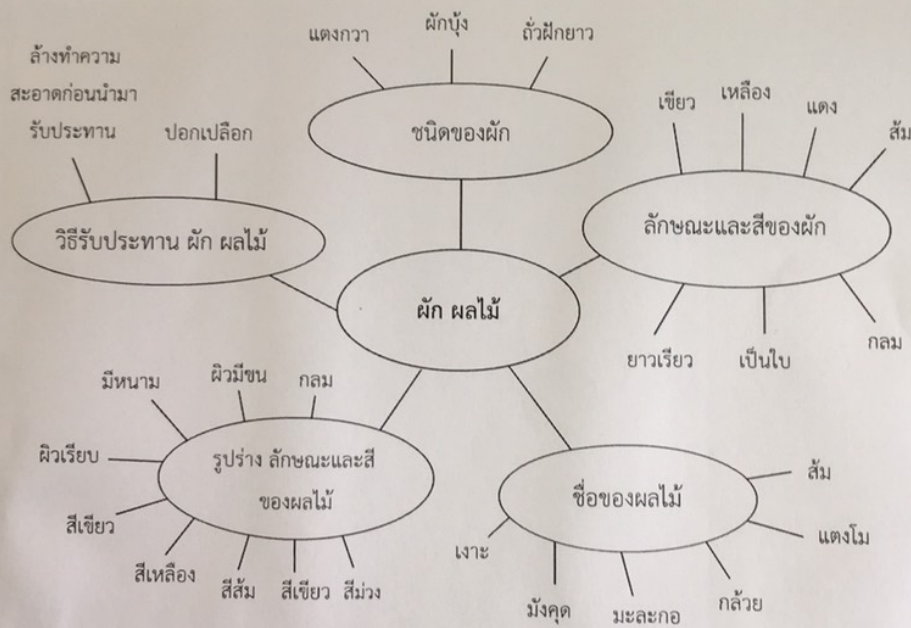 แตงกวา
ผักบุ้ง
ถั่วฝักยาว
ชนิดของผัก
ล้างทำความ
สะอาดก่อนนำมา
รับประทาน
ปอกเปลือก
วิธีรับประทาน ผัก ผลไม้
เขียว
เหลือง
แดง
ส้ม
ลักษณะและสีของผัก
ยาวเรียว
เป็นใบ
กลม
ผัก ผลไม้
มีหนาม
ผิวมีขน
กลม
ผิวเรียบ
รูปร่าง ลักษณะและสี
ของผลไม้
สีเขียว
สีเหลือง
สีส้ม
สีเขียว
สีม่วง
ชื่อของผลไม้
ส้ม
แตงโม
เงาะ
มังคุด
มะละกอ
กล้วย